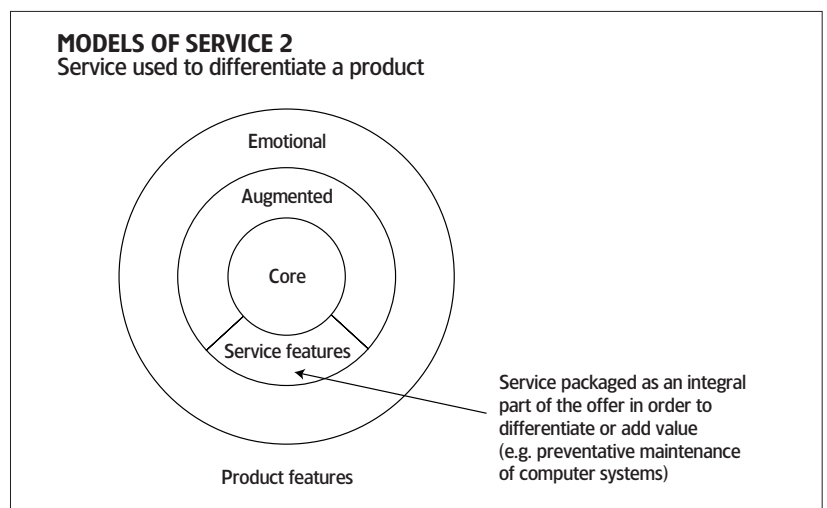 MODELS OF SERVICE 2
Service used to differentiate a product
Emotional
Augmented
Core
Service features
Service packaged as an integral
part of the offer in order to
differentiate or add value
(e.g. preventative maintenance
of computer systems)
Product features